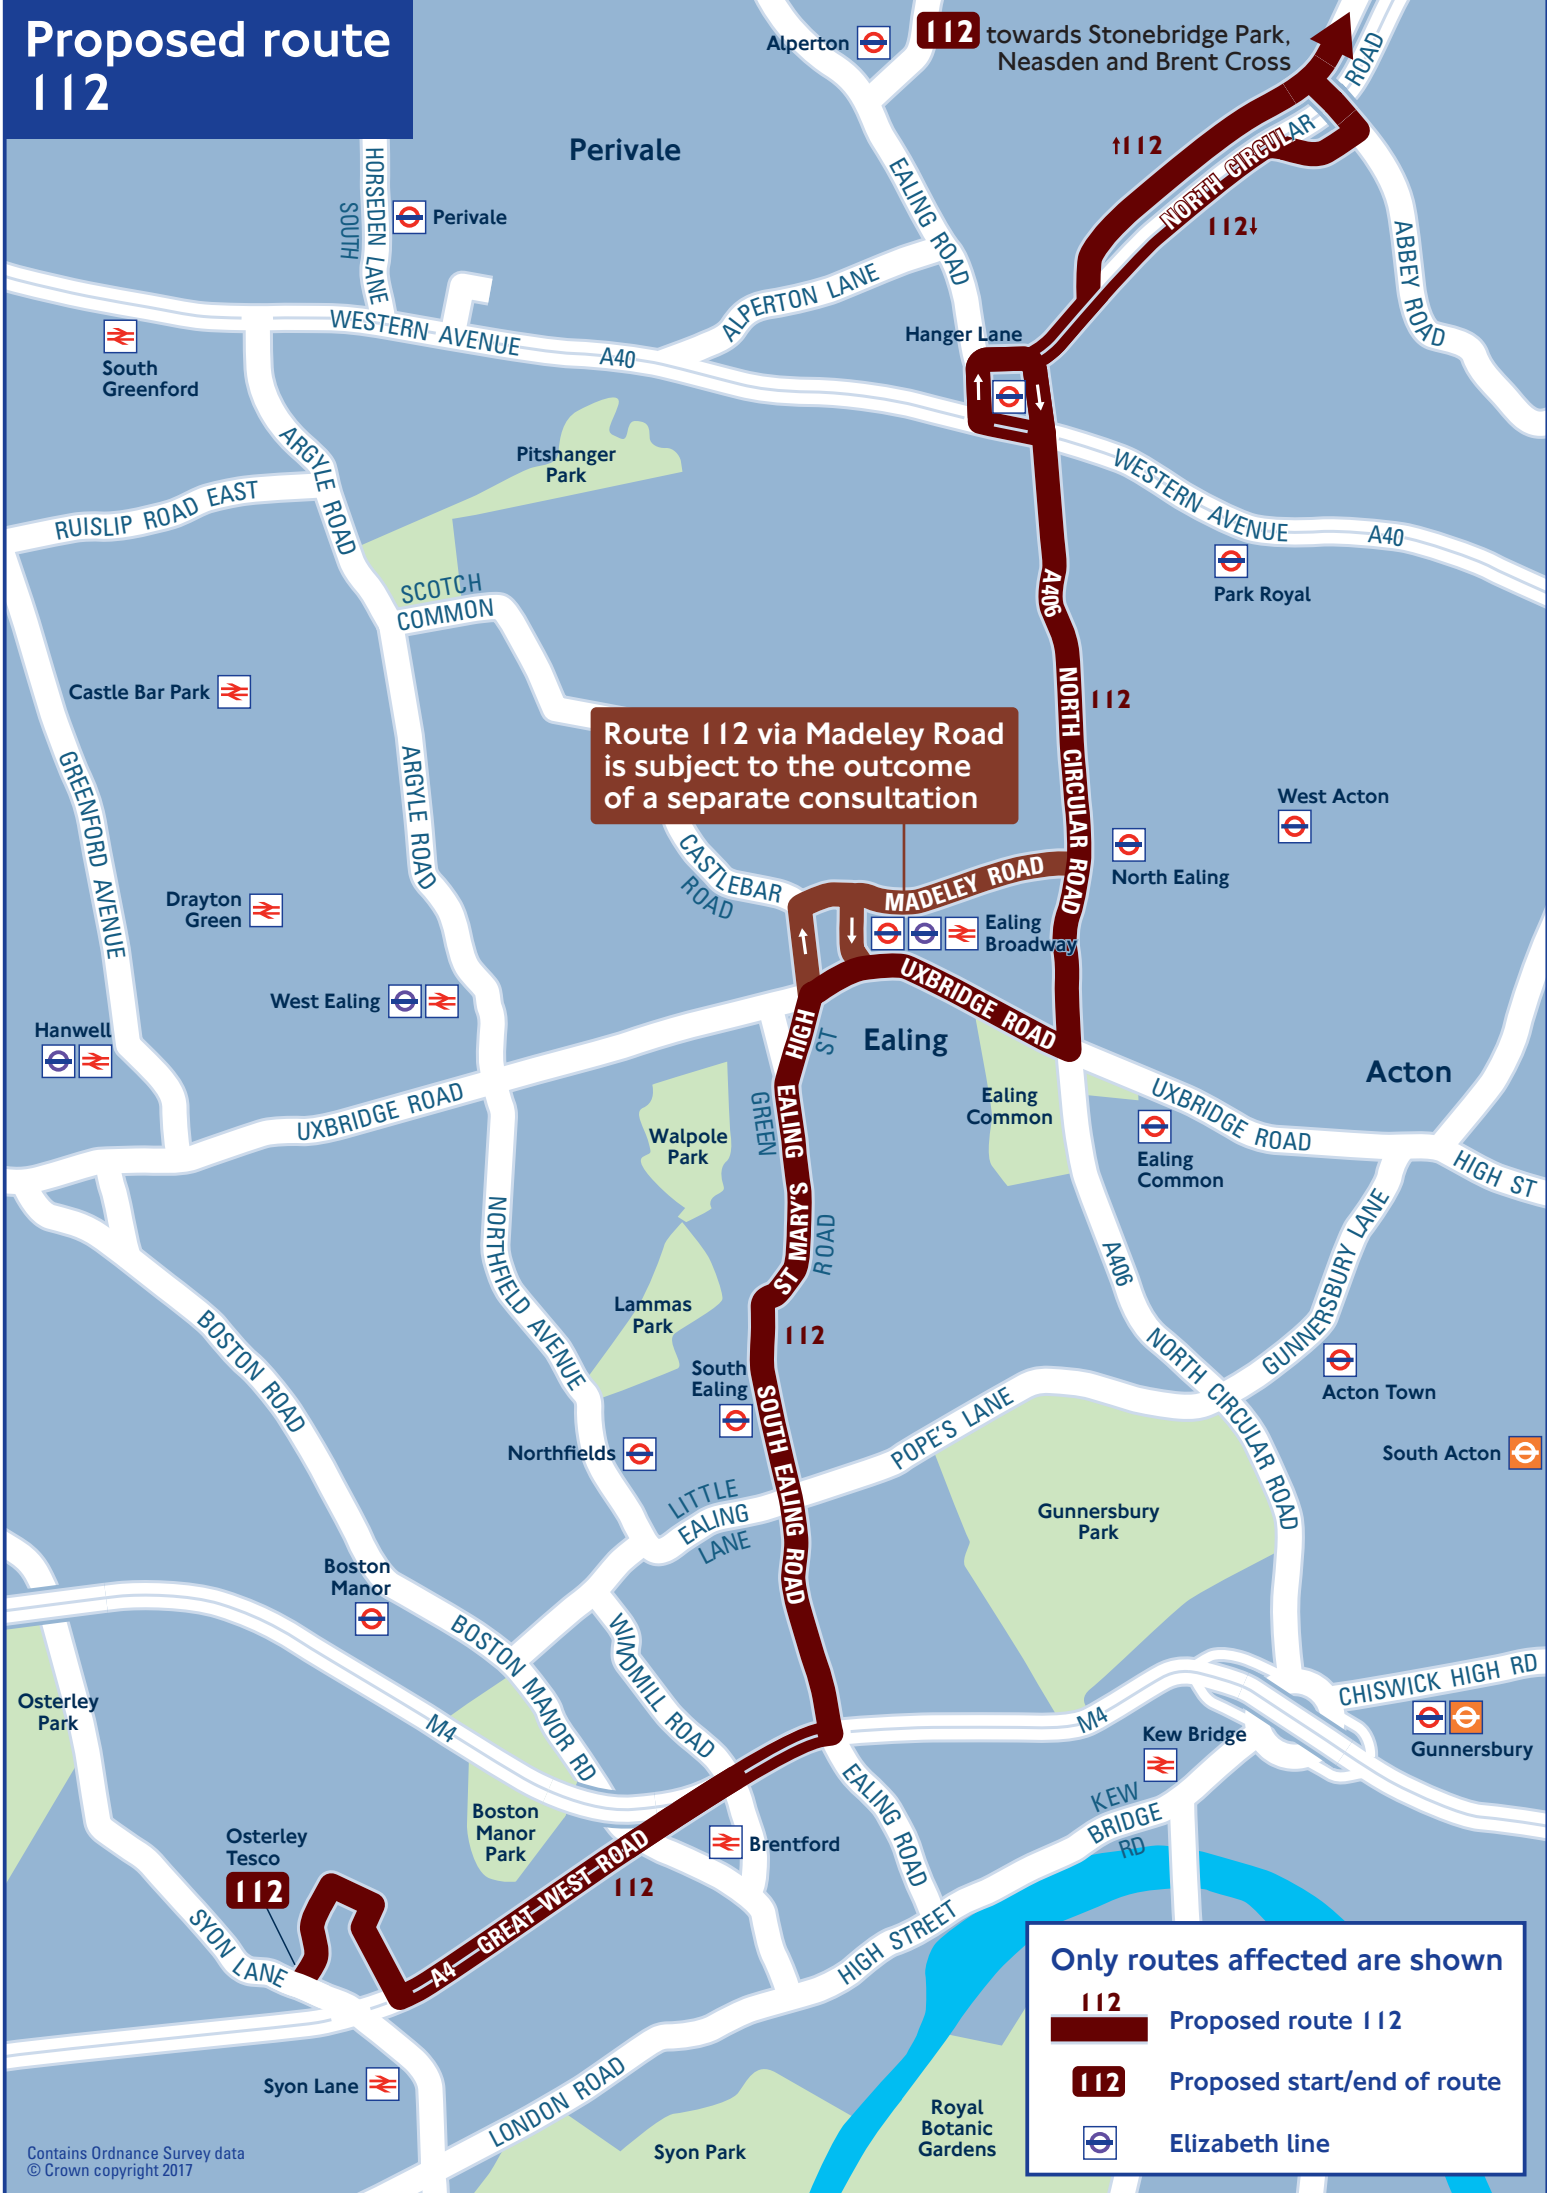 Proposed route
112
Alperton
112 towards Stonebridge Park,
Neasden and Brent Cross
ROAD
Perivale
↑112
NORTH CIRCULAR
112↓
HORSEDEN LANE
SOUTH
Perivale
EALING ROAD
ABBEY ROAD
ALPERTON LANE
WESTERN AVENUE
A40
Hanger Lane
South
Greenford
ARGYLE ROAD
Pitshanger
Park
WESTERN AVENUE
A40
RUISLIP ROAD EAST
Park Royal
A406
SCOTCH
COMMON
Castle Bar Park
NORTH CIRCULAR ROAD
112
Route 112 via Madeley Road
is subject to the outcome
of a separate consultation
GREENFORD AVENUE
ARGYLE ROAD
West Acton
CASTLEBAR
ROAD
MADELEY ROAD
North Ealing
Drayton
Green
Ealing
Broadway
UXBRIDGE ROAD
West Ealing
Hanwell
HIGH
ST
Ealing
Acton
UXBRIDGE ROAD
EALING
GREEN
Ealing
Common
UXBRIDGE ROAD
Walpole
Park
Ealing
Common
HIGH ST
NORTHFIELD AVENUE
ST MARY'S
ROAD
A406
GUNNERSBURY LANE
Lammas
Park
112
BOSTON ROAD
NORTH CIRCULAR ROAD
South
Ealing
Acton Town
SOUTH EALING ROAD
POPE'S LANE
Northfields
South Acton
LITTLE
EALING
LANE
Gunnersbury
Park
Boston
Manor
BOSTON MANOR RD
WINDMILL ROAD
Osterley
Park
M4
M4
CHISWICK HIGH RD
Kew Bridge
Gunnersbury
EALING ROAD
KEW
BRIDGE
RD
Boston
Manor
Park
Osterley
Tesco
112
Brentford
A4 GREAT WEST ROAD
112
SYON LANE
HIGH STREET
Only routes affected are shown
112
Proposed route 112
112
Proposed start/end of route
Elizabeth line
Syon Lane
LONDON ROAD
Royal
Botanic
Gardens
Syon Park
Contains Ordnance Survey data
© Crown copyright 2017